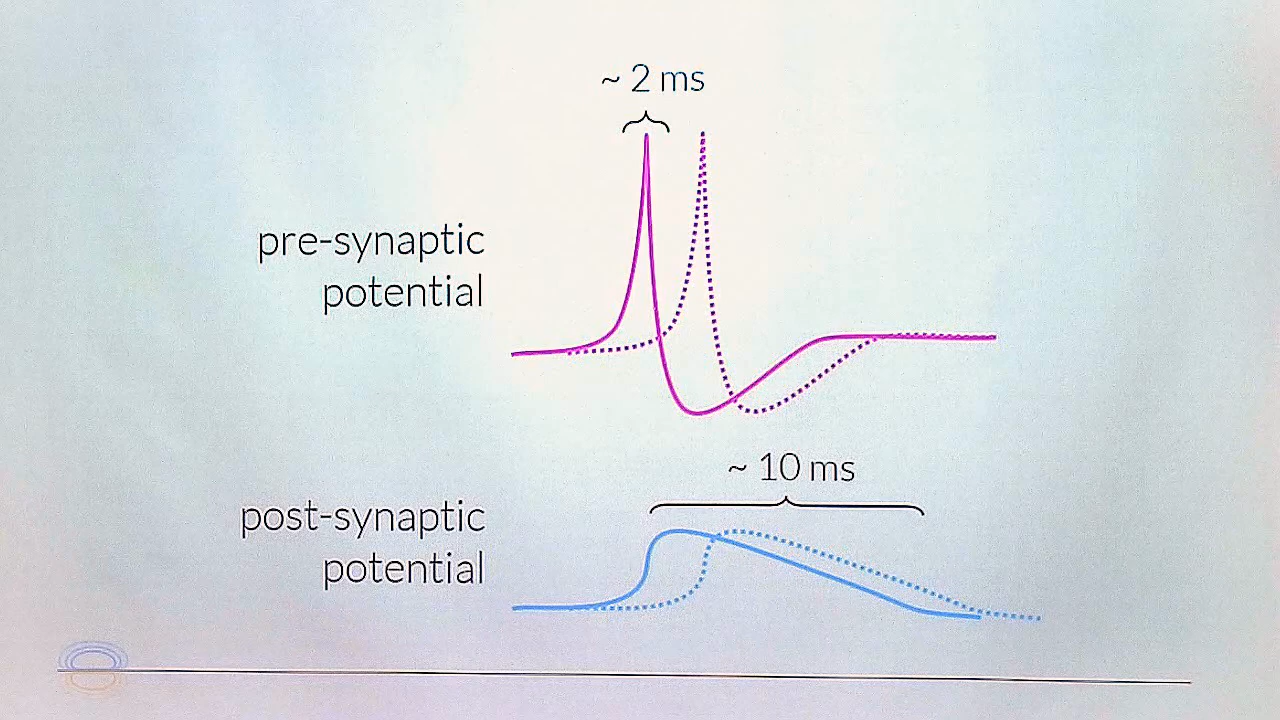 ~ 2 ms
pre-synaptic
potential
~ 10 ms
post-synaptic
potential